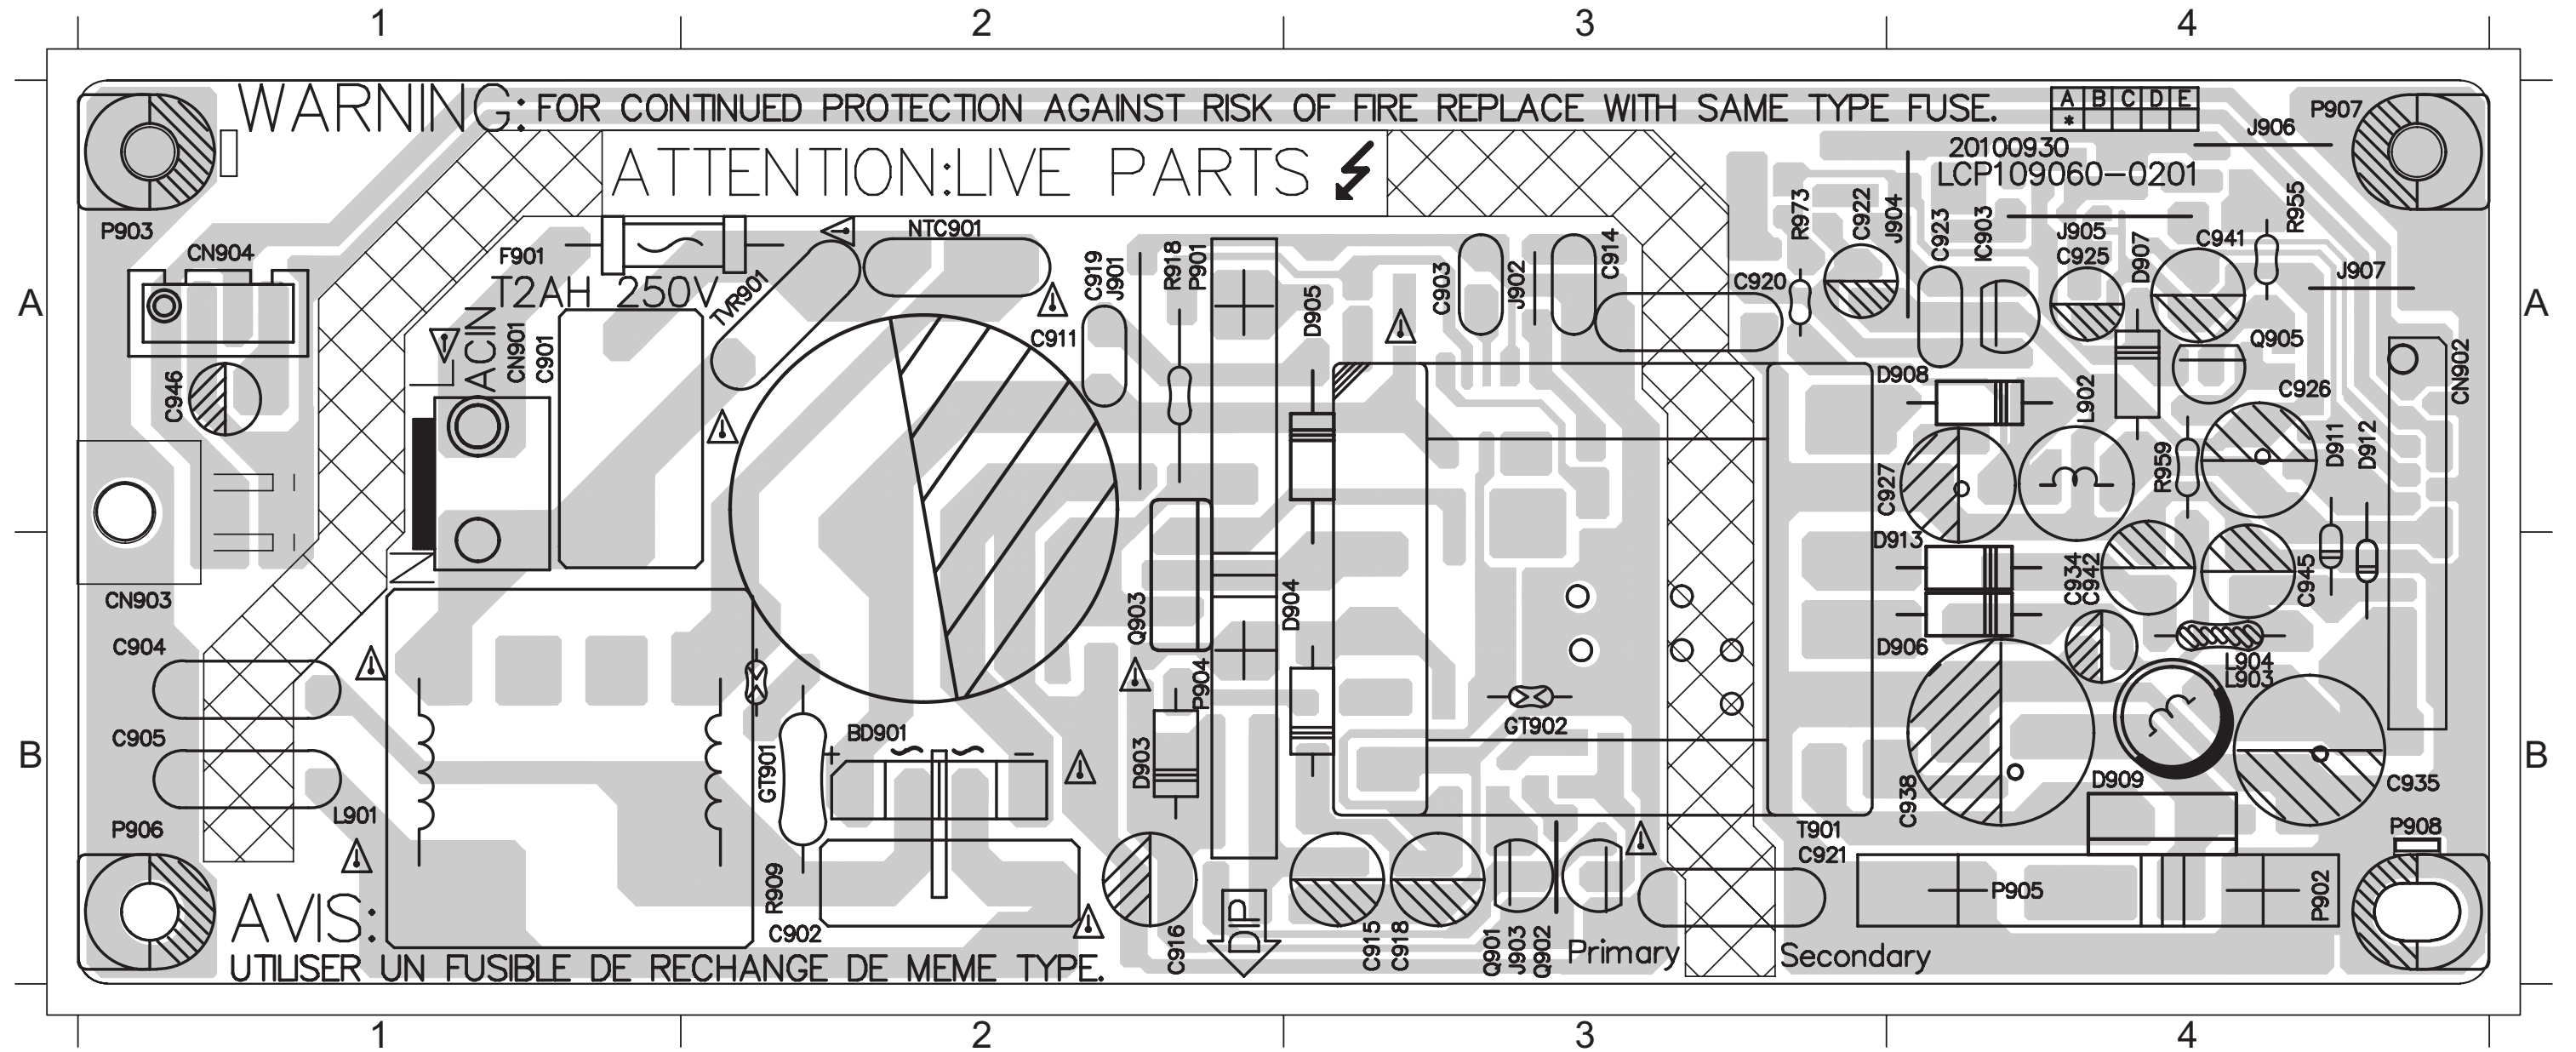 1 2 3 4
WARNING: FOR CONTINUED PROTECTION AGAINST RISK OF FIRE REPLACE WITH SAME TYPE FUSE.
A B C D E
*
P907
J906
ATTENTION:LIVE PARTS
20100930
LCP109060-0201
P903
CN904
F901
T2AH 250V
TVR901
NTC901
C919
J901
R918
P901
D905
C903
J902
C914
C920
R973
C922
J904
C923
IC903
J905
C925
D907
C941
R955
J907
A
A
L
ACIN
CN901
C901
C911
C946
D908
L902
Q905
C926
CN902
C927
R959
D911
D912
N
CN903
Q903
D904
D913
C934
C942
C945
D906
C904
P904
L904
L903
C905
GT901
+
BD901
-
D903
GT902
B
B
C938
D909
C935
P906
L901
R909
C902
T901
C921
P908
P905
P902
AVIS:
DIP
C916
C915
C918
Q901
J903
Q902
Primary
Secondary
UTILISER UN FUSIBLE DE RECHANGE DE MEME TYPE.
1 2 3 4